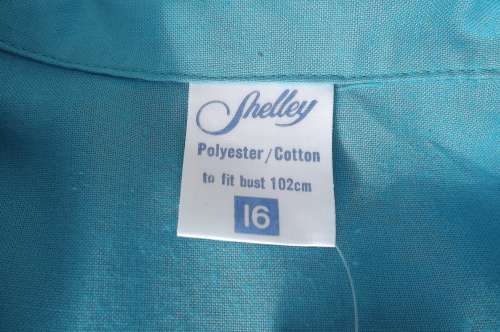 Shelley
Polyester/Cotton
to fit bust 102cm
16